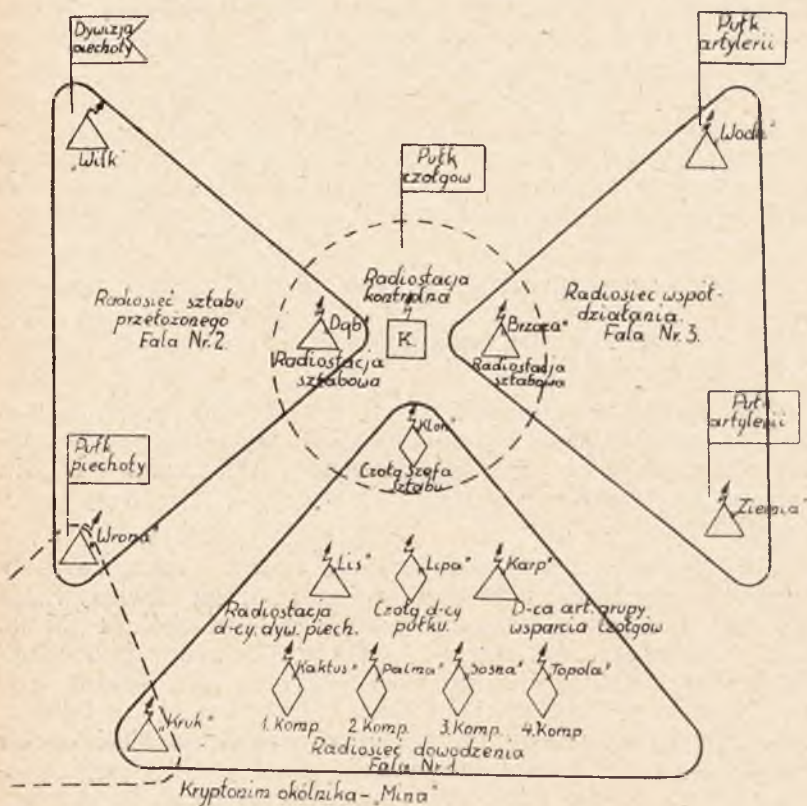 Dywizja
piechoty
Pułk
artylerii
„Wilk"
„Woda"
Pułk
czołgów
Radiostacja
kontrolna
Radiosieć sztabu
przełożonego
Fala Nr. 2.
„Dąb"
Radiostacja
sztabowa
K.
„Brzoza"
Radiostacja
sztabowa
Radiosieć współ-
działania.
Fala Nr. 3.
Pułk
piechoty
„Wrona"
„Klon"
Czołg szefa
sztabu
Pułk
artylerii
„Ziemia"
„Lis"
Radiostacja
d-cy. dyw. piech.
„Lipa"
Czołg d-cy
pułku.
„Karp"
D-ca art. grupy.
wsparcia czołgów
„Kaktus"
1. Komp
„Palma"
2. Komp.
„Sosna"
3. Komp.
„Topola"
4. Komp.
„Kruk"
Radiosieć dowodzenia
Fala Nr 1.
Kryptonim okólnika – „Mina"